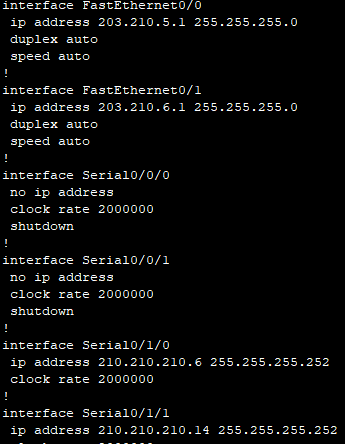 interface FastEthernet0/0
ip address 203.210.5.1 255.255.255.0
duplex auto
speed auto
!
interface FastEthernet0/1
ip address 203.210.6.1 255.255.255.0
duplex auto
speed auto
!
interface Serial0/0/0
no ip address
clock rate 2000000
shutdown
!
interface Serial0/0/1
no ip address
clock rate 2000000
shutdown
!
interface Serial0/1/0
ip address 210.210.210.6 255.255.255.252
clock rate 2000000
!
interface Serial0/1/1
ip address 210.210.210.14 255.255.255.252